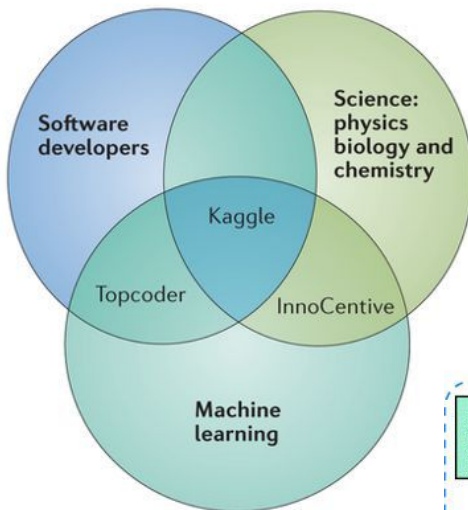 Software
developers
Science:
physics
biology and
chemistry
Kaggle
Topcoder
InnoCentive
Machine
learning